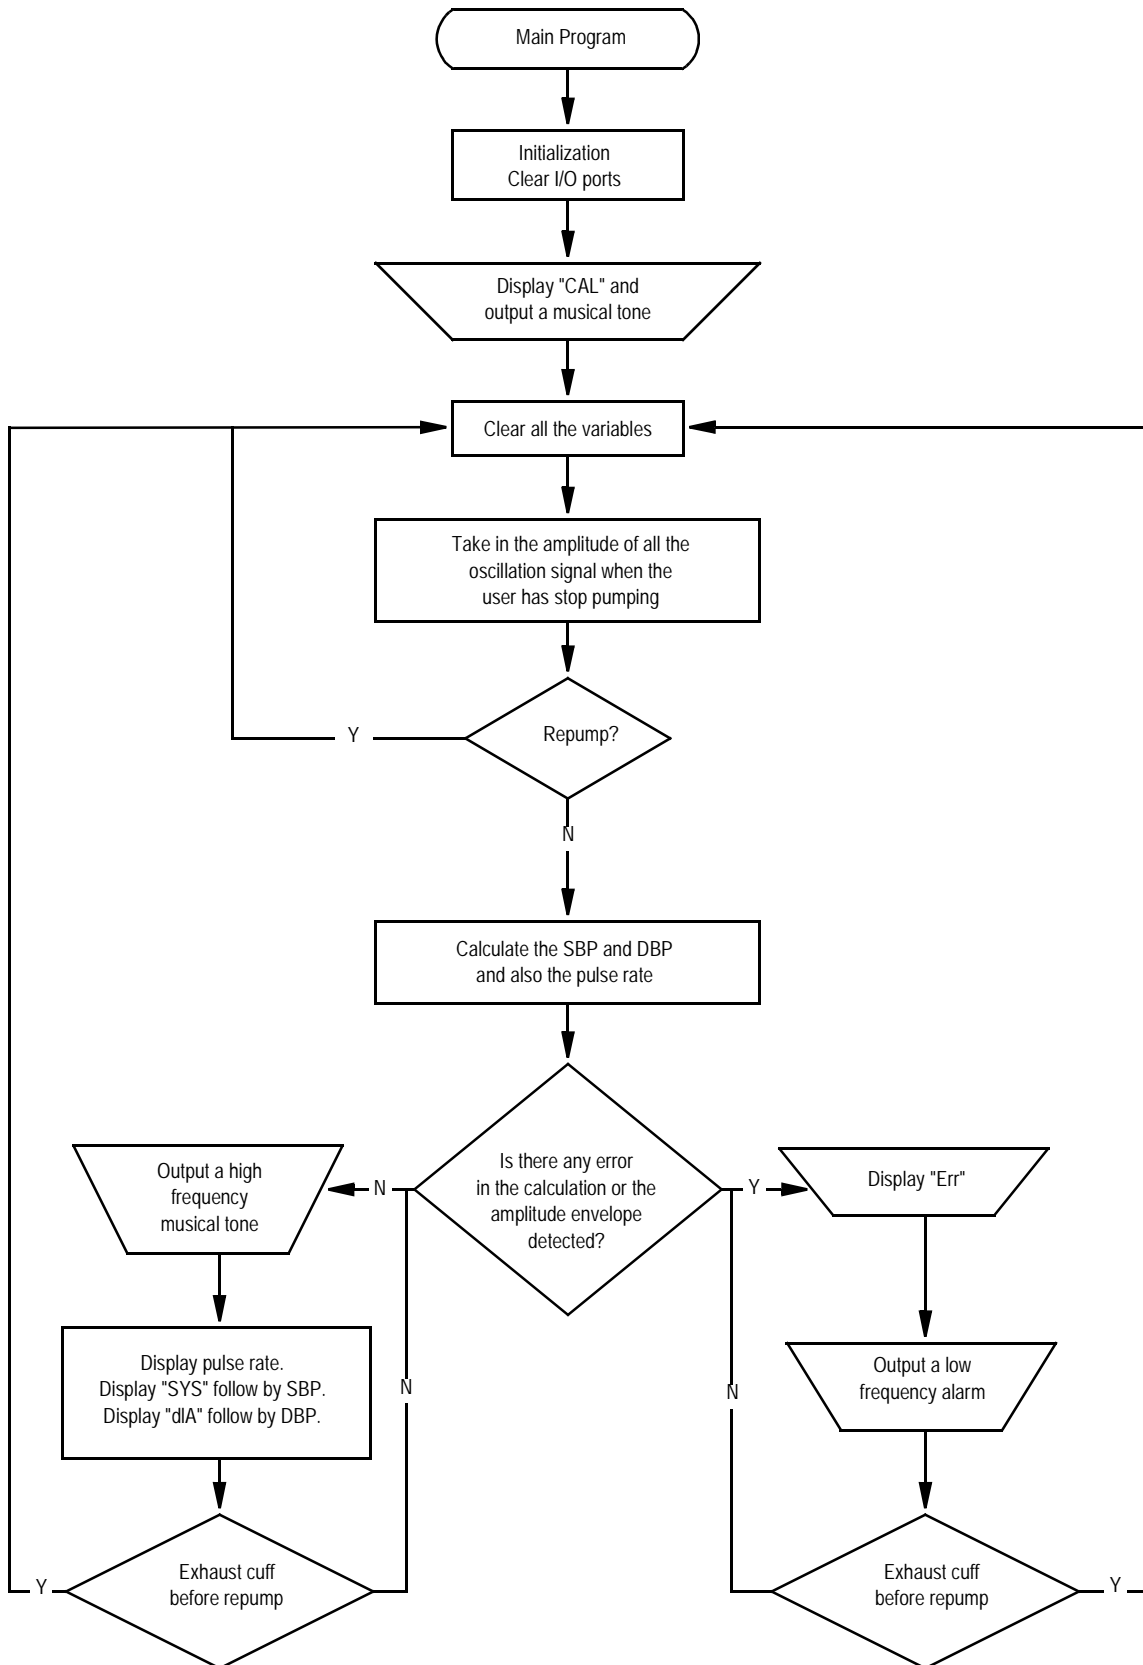 Main Program
Initialization
Clear I/O ports
Display "CAL" and
output a musical tone
Clear all the variables
Take in the amplitude of all the
oscillation signal when the
user has stop pumping
Y
Repump?
N
Calculate the SBP and DBP
and also the pulse rate
Output a high
frequency
musical tone
N
Is there any error
in the calculation or the
amplitude envelope
detected?
Y
Display "Err"
Display pulse rate.
Display "SYS" follow by SBP.
Display "dIA" follow by DBP.
N
N
Output a low
frequency alarm
Y
Exhaust cuff
before repump
Exhaust cuff
before repump
Y